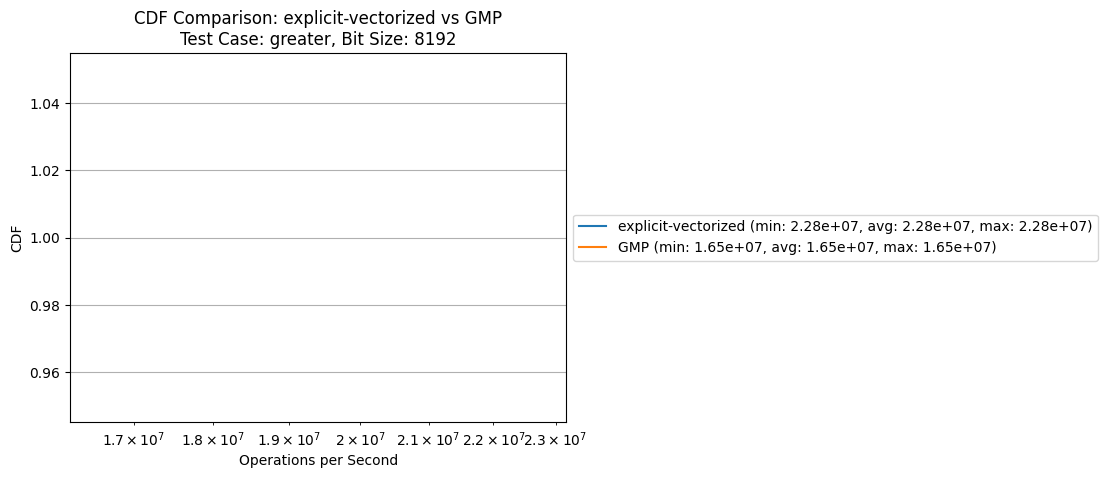 CDF Comparison: explicit-vectorized vs GMP
Test Case: greater, Bit Size: 8192
1.04
1.02
1.00
0.98
0.96
CDF
1.7 × 10⁷ 1.8 × 10⁷ 1.9 × 10⁷ 2 × 10⁷ 2.1 × 10⁷ 2.2 × 10⁷ 2.3 × 10⁷
Operations per Second
explicit-vectorized (min: 2.28e+07, avg: 2.28e+07, max: 2.28e+07)
GMP (min: 1.65e+07, avg: 1.65e+07, max: 1.65e+07)